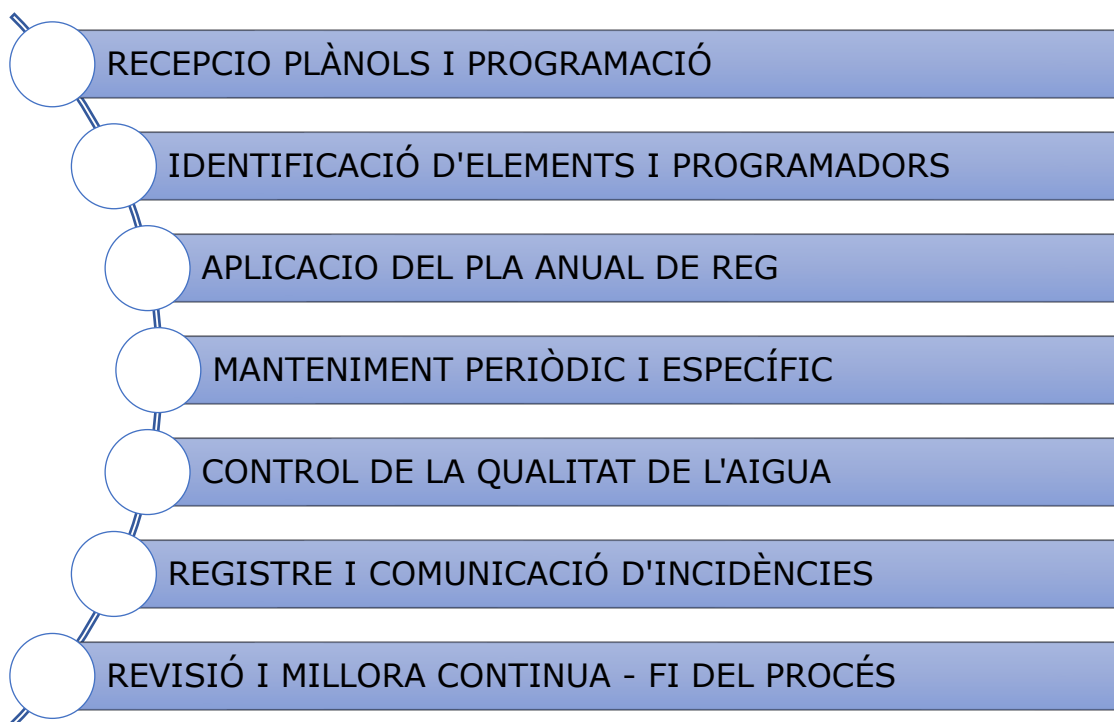 RECEPCIO PLÀNOLS I PROGRAMACIÓ
IDENTIFICACIÓ D'ELEMENTS I PROGRAMADORS
APLICACIO DEL PLA ANUAL DE REG
MANTENIMENT PERIÒDIC I ESPECÍFIC
CONTROL DE LA QUALITAT DE L'AIGUA
REGISTRE I COMUNICACIÓ D'INCIDÈNCIES
REVISIÓ I MILLORA CONTINUA - FI DEL PROCÉS